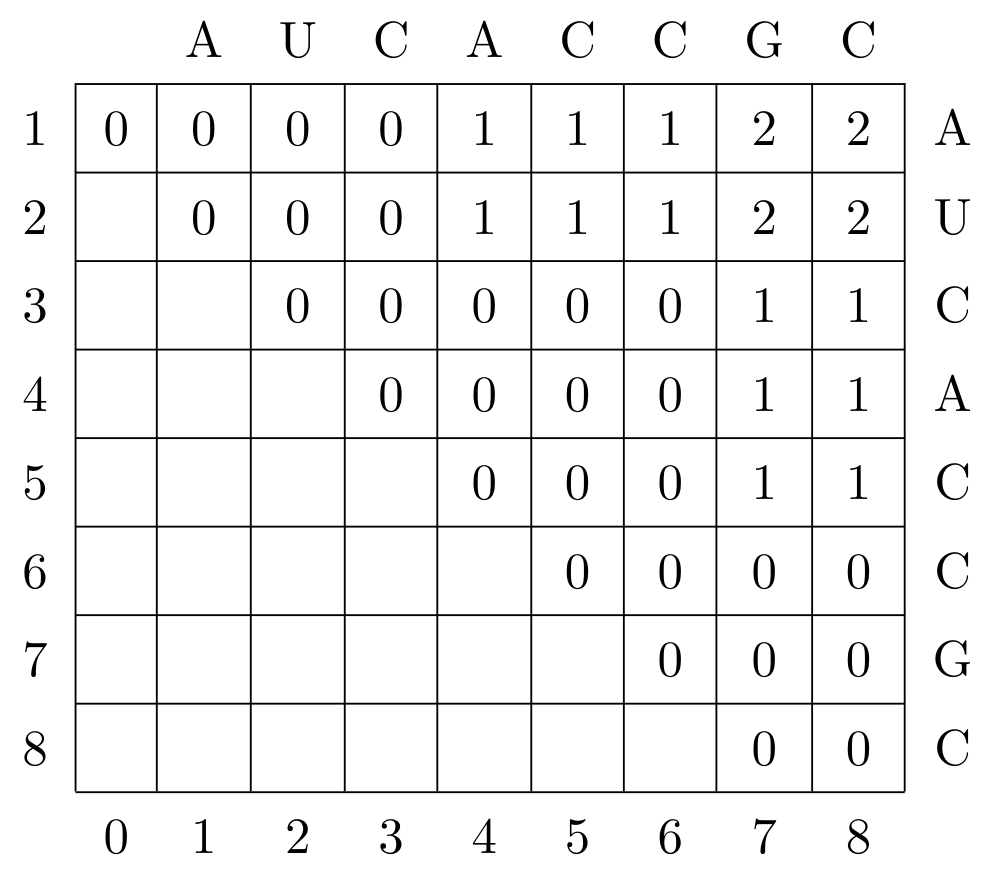 A U C A C C G C
1 0 0 0 0 1 1 1 2 2 A
2 0 0 0 1 1 1 2 2 U
3 0 0 0 0 0 1 1 C
4 0 0 0 0 1 1 A
5 0 0 0 1 1 C
6 0 0 0 0 C
7 0 0 0 G
8 0 0 C
0 1 2 3 4 5 6 7 8